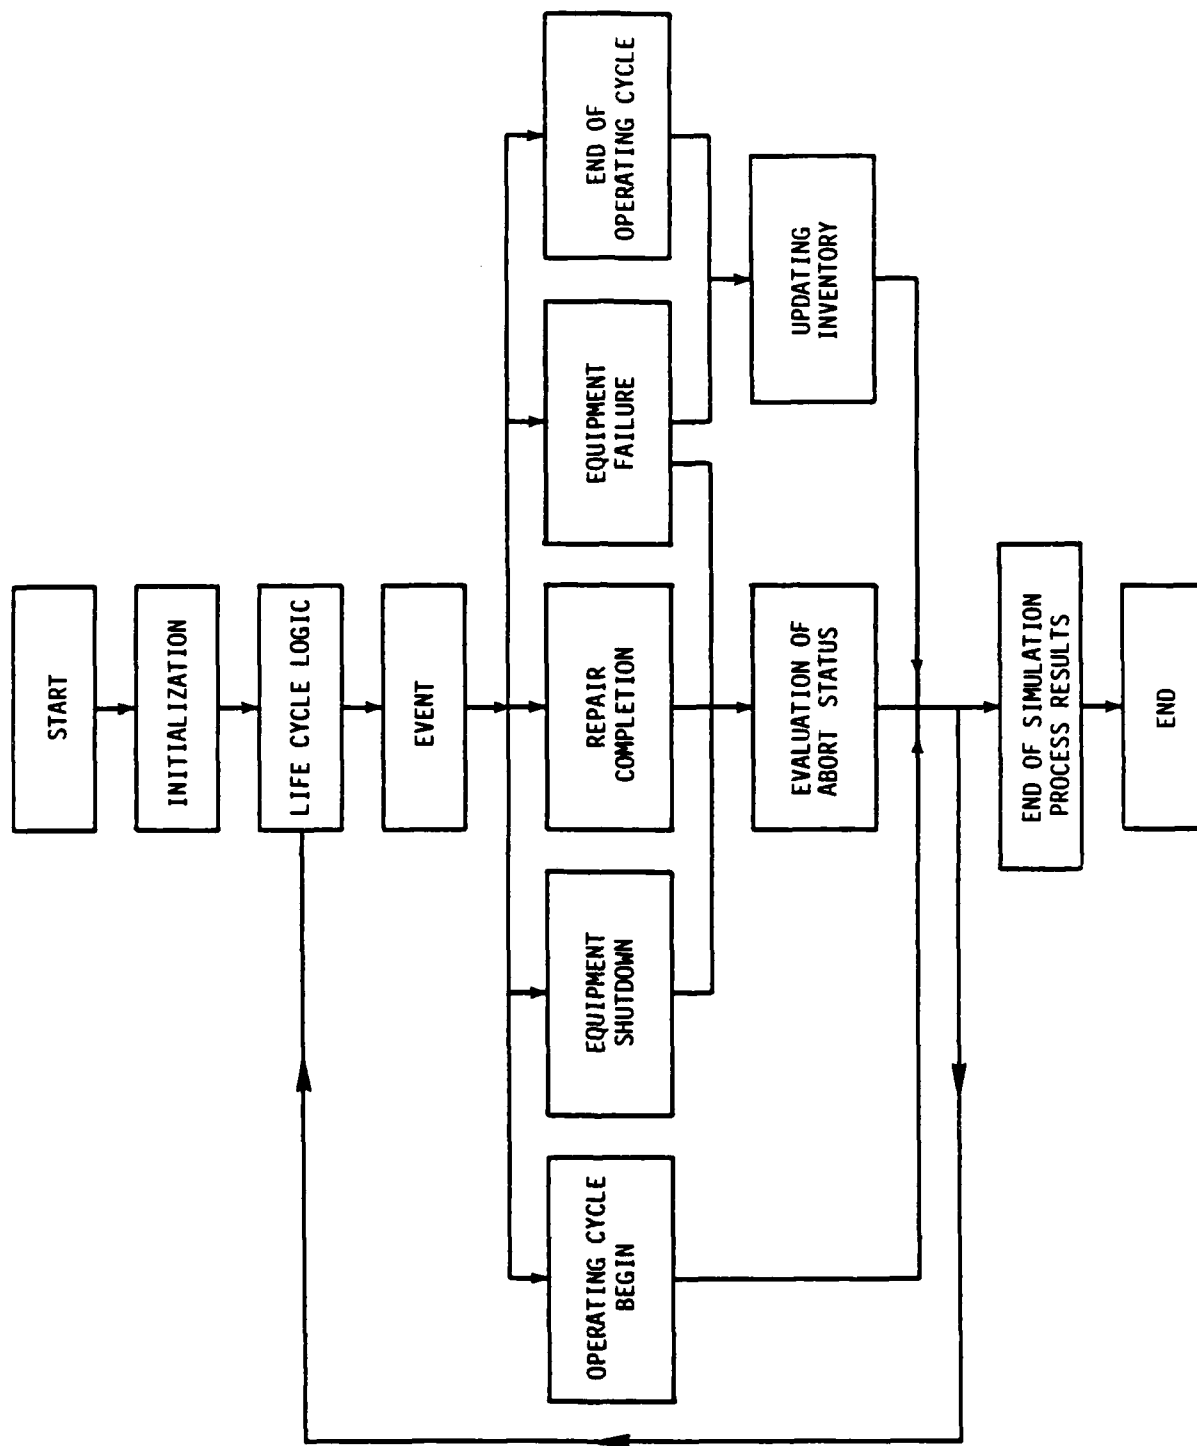 START
INITIALIZATION
LIFE CYCLE LOGIC
EVENT
OPERATING CYCLE
BEGIN
EQUIPMENT
SHUTDOWN
REPAIR
COMPLETION
EQUIPMENT
FAILURE
END OF
OPERATING CYCLE
EVALUATION OF
ABORT STATUS
UPDATING
INVENTORY
END OF SIMULATION
PROCESS RESULTS
END